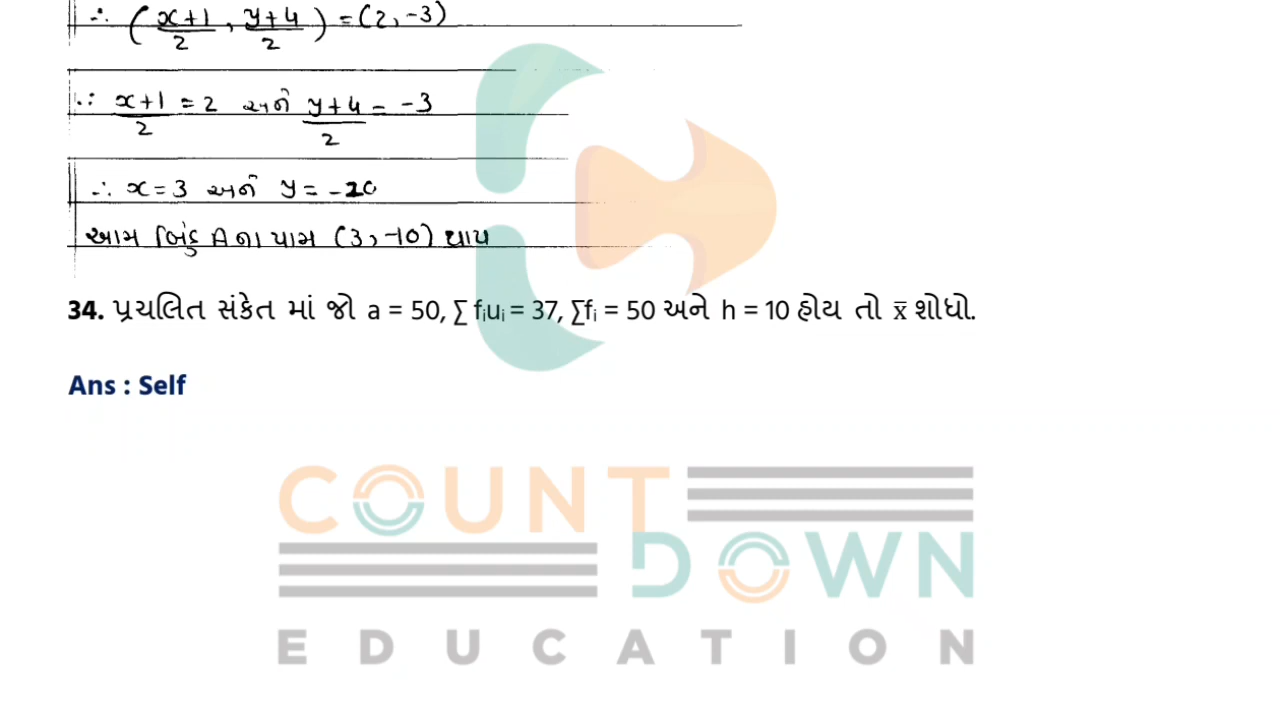 ∴ (x+1/2, y+4/2) = (2, -3)
∴ x+1/2 = 2 અને y+4/2 = -3
∴ x = 3 અને y = -20
આમ બિંદુ A ના યામ (3, -10) થાય
34. પ્રચલિત સંકેત માં જો a = 50, ∑ fᵢuᵢ = 37, ∑fᵢ = 50 અને h = 10 હોય તો x̅ શોધો.
Ans : Self
COUNT
DOWN
EDUCATION